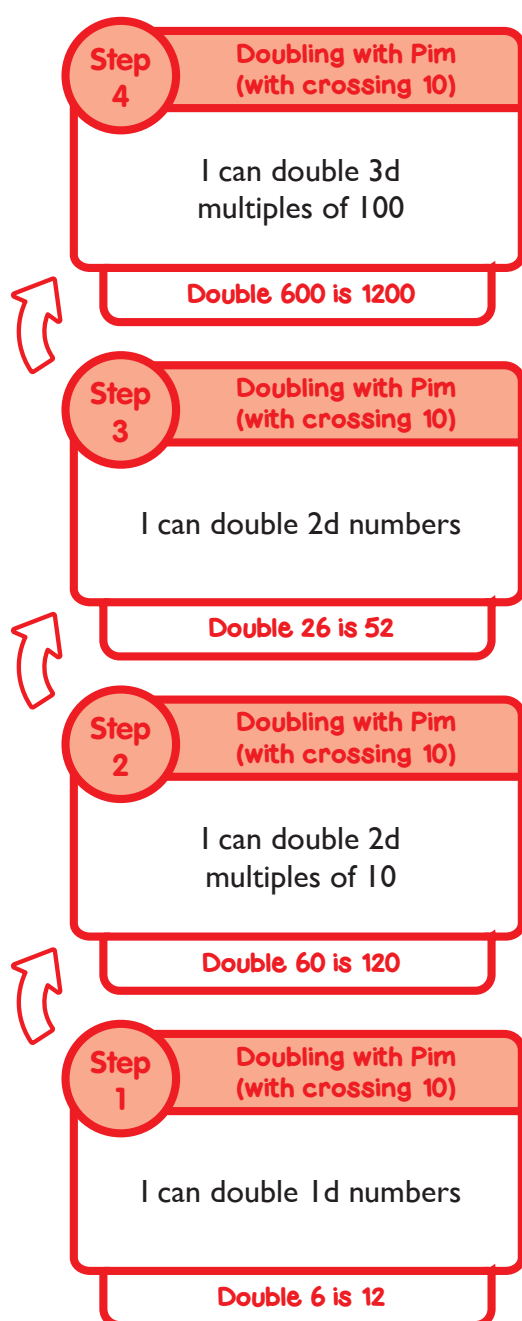 Step
4
Doubling with Pim
(with crossing 10)
I can double 3d
multiples of 100
Double 600 is 1200
Step
3
Doubling with Pim
(with crossing 10)
I can double 2d numbers
Double 26 is 52
Step
2
Doubling with Pim
(with crossing 10)
I can double 2d
multiples of 10
Double 60 is 120
Step
1
Doubling with Pim
(with crossing 10)
I can double 1d numbers
Double 6 is 12